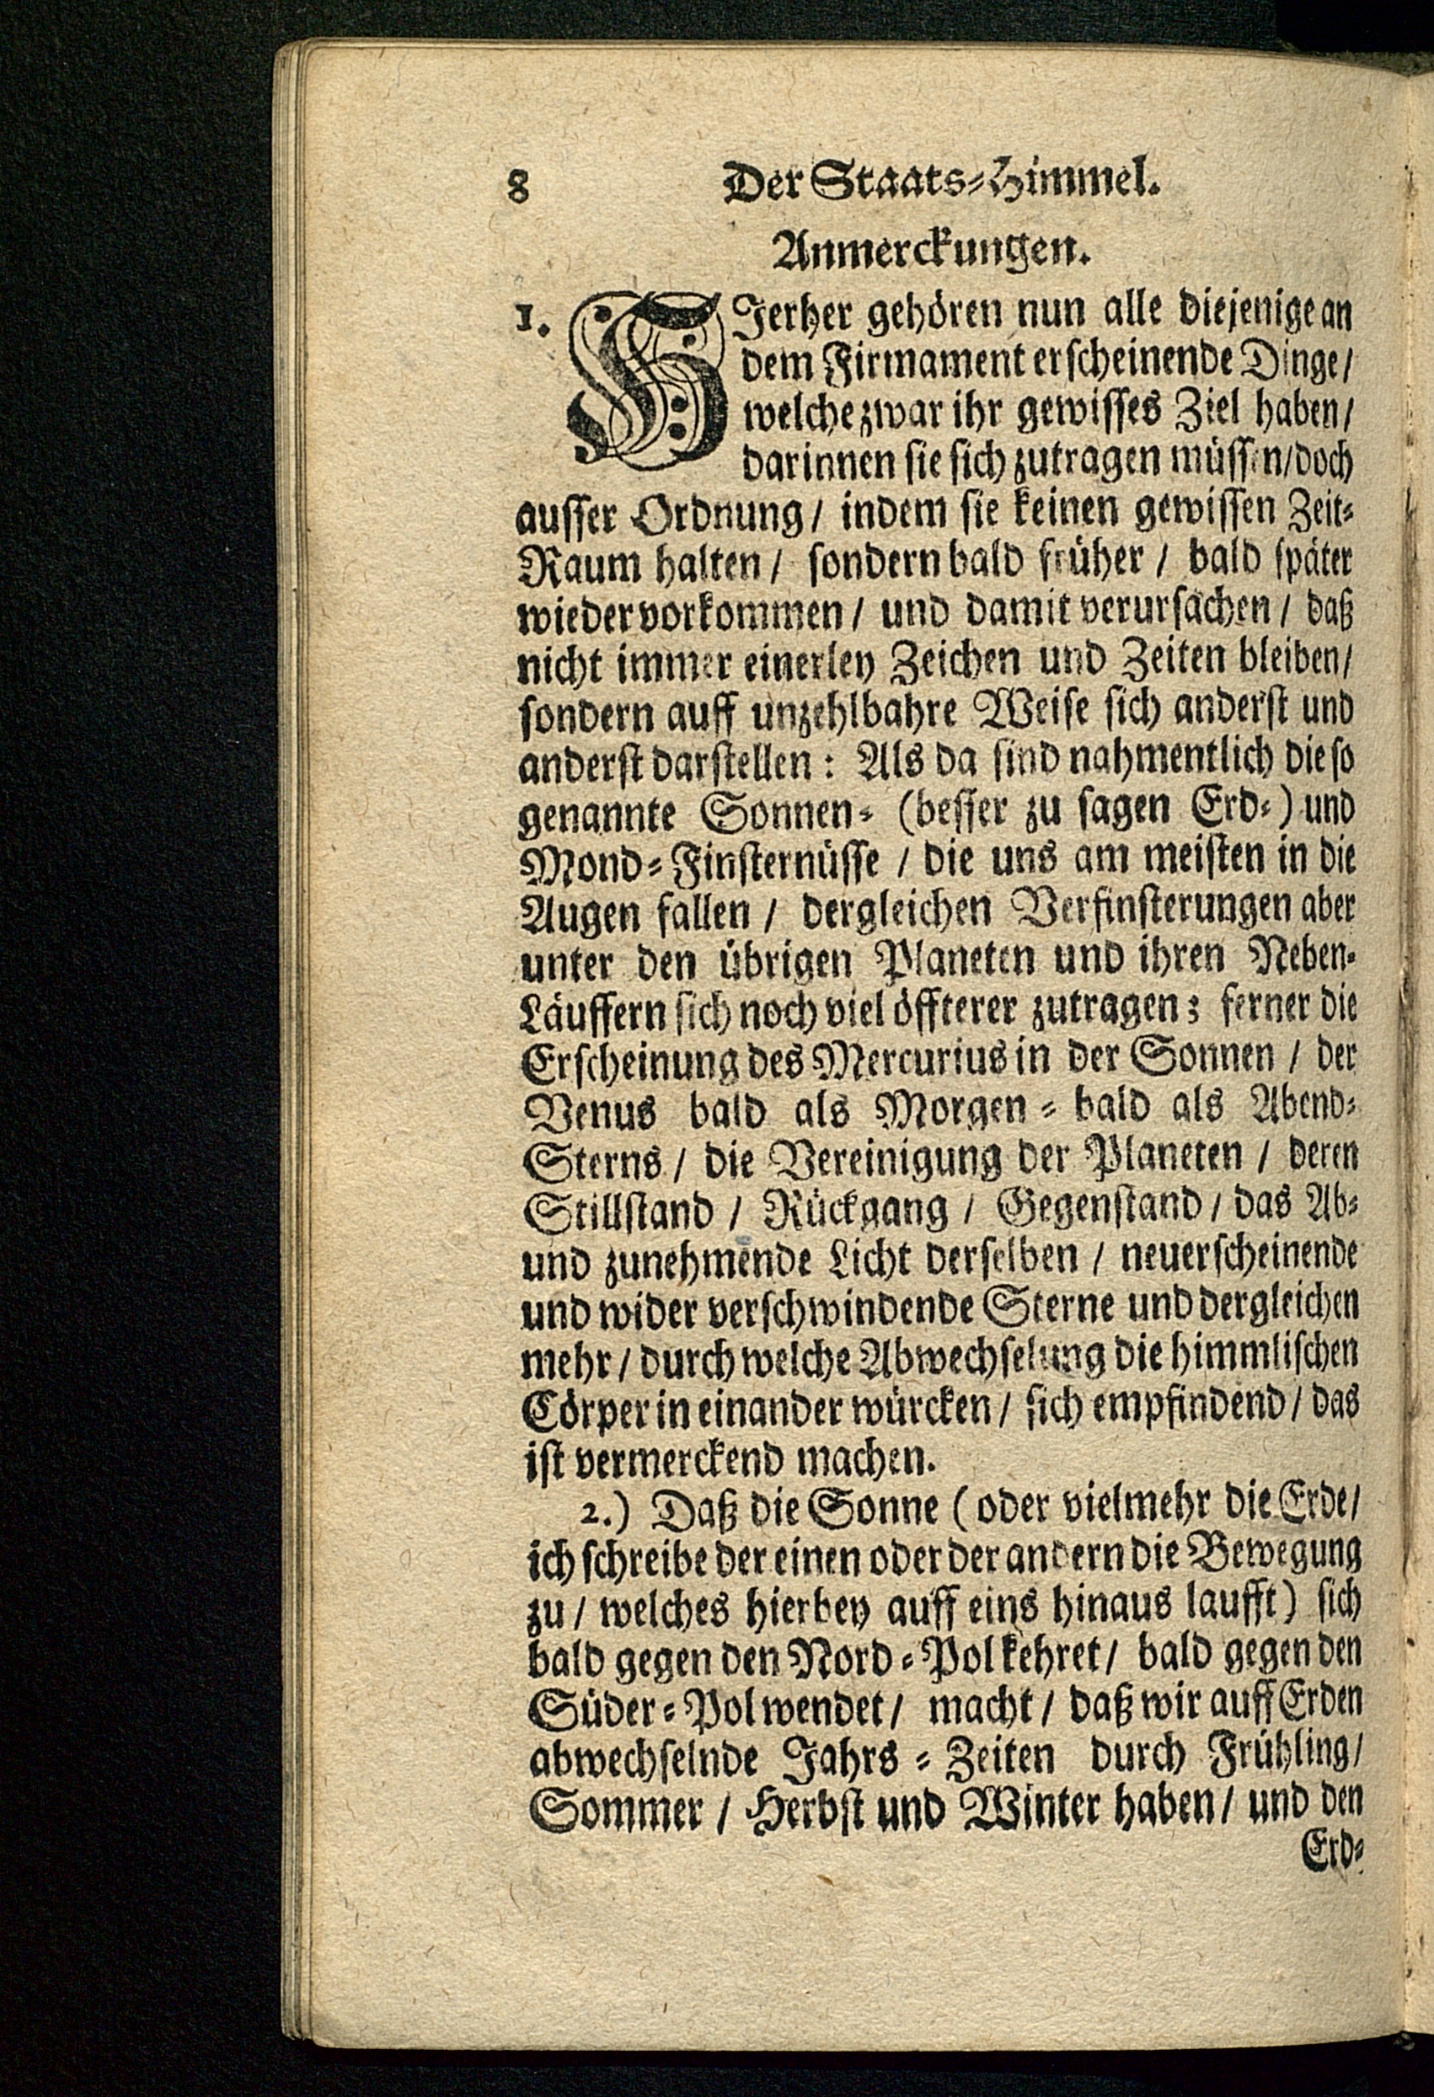 8 Der Staats-Himmel.
Anmerckungen.
1. HJerher gehören nun alle diejenige an
dem Firmament erscheinende Dinge/
welche zwar ihr gewisses Ziel haben/
darinnen sie sich zutragen müssen/doch
ausser Ordnung/ indem sie keinen gewissen Zeit-
Raum halten/ sondern bald früher / bald später
wieder vorkommen/ und damit verursachen / daß
nicht immer einerley Zeichen und Zeiten bleiben/
sondern auff unzehlbahre Weise sich anderst und
anderst darstellen: Als da sind nahmentlich die so
genannte Sonnen- (besser zu sagen Erd-) und
Mond-Finsternüsse / die uns am meisten in die
Augen fallen / dergleichen Verfinsterungen aber
unter den übrigen Planeten und ihren Neben-
Läuffern sich noch viel öffterer zutragen; ferner die
Erscheinung des Mercurius in der Sonnen / der
Venus bald als Morgen- bald als Abend-
Sterns / die Vereinigung der Planeten / deren
Stillstand / Rückgang / Gegenstand / das Ab-
und zunehmende Licht derselben / neuerscheinende
und wider verschwindende Sterne und dergleichen
mehr / durch welche Abwechselung die himmlischen
Cörper in einander würcken / sich empfindend / das
ist vermerckend machen.
2.) Daß die Sonne (oder vielmehr die Erde/
ich schreibe der einen oder der andern die Bewegung
zu / welches hierbey auff eins hinaus laufft) sich
bald gegen den Nord-Pol kehret/ bald gegen den
Süder-Pol wendet/ macht / daß wir auff Erden
abwechselnde Jahrs-Zeiten durch Frühling/
Sommer / Herbst und Winter haben / und den
Erd-